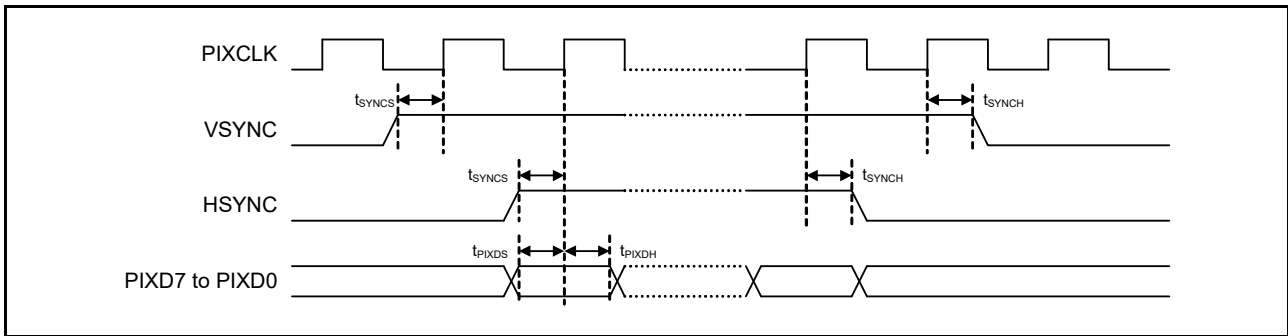 PIXCLK
tSYNCS
tSYNCH
VSYNC
tSYNCS
tSYNCH
HSYNC
tPIXDS
tPIXDH
PIXD7 to PIXD0